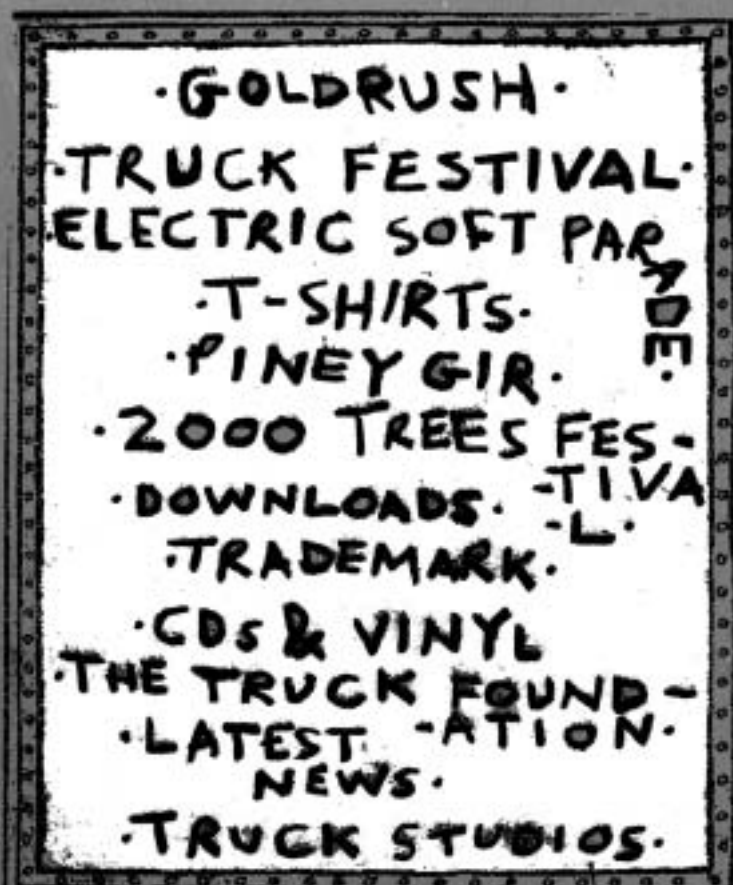 ·GOLDRUSH·
·TRUCK FESTIVAL·
·ELECTRIC SOFT PARADE·
·T-SHIRTS·
·PINEY GIR·
·2000 TREES FES-
-TIVA
-L·
·DOWNLOADS·
·TRADEMARK·
·CDs & VINYL
·THE TRUCK FOUND-
-ATION·
·LATEST
NEWS·
·TRUCK STUDIOS·